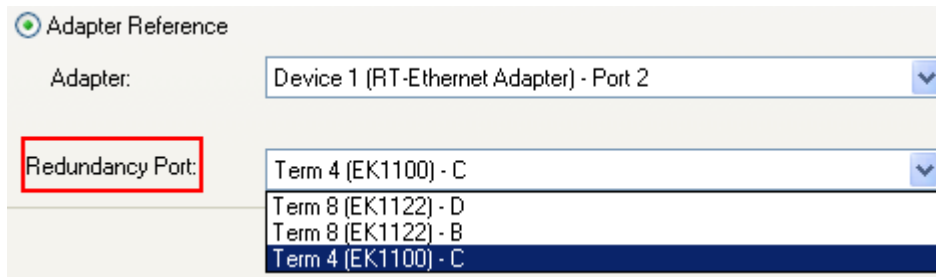 Adapter Reference
Adapter: Device 1 (RT-Ethernet Adapter) - Port 2
Redundancy Port: Term 4 (EK1100) - C
Term 8 (EK1122) - D
Term 8 (EK1122) - B
Term 4 (EK1100) - C